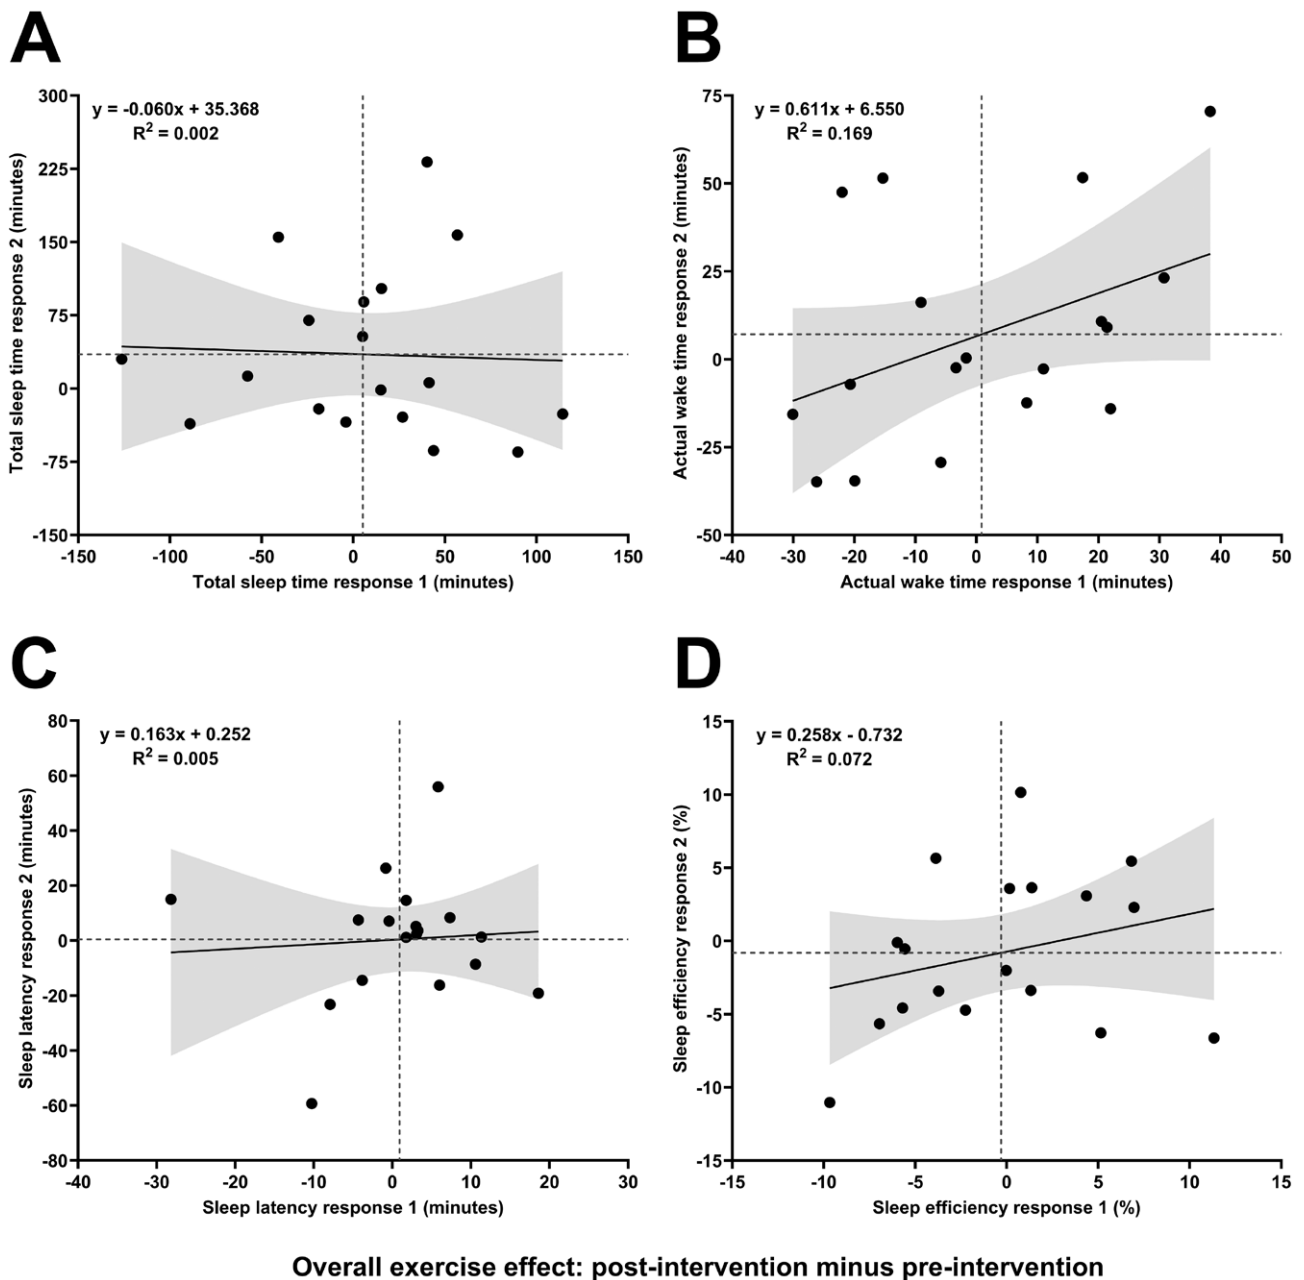 A
y = -0.060x + 35.368
R² = 0.002
Total sleep time response 2 (minutes)
300
225
150
75
0
-75
-150
-150 -100 -50 0 50 100 150
Total sleep time response 1 (minutes)
B
y = 0.611x + 6.550
R² = 0.169
Actual wake time response 2 (minutes)
75
50
25
0
-25
-50
-40 -30 -20 -10 0 10 20 30 40 50
Actual wake time response 1 (minutes)
C
y = 0.163x + 0.252
R² = 0.005
Sleep latency response 2 (minutes)
80
60
40
20
0
-20
-40
-60
-80
-40 -30 -20 -10 0 10 20 30
Sleep latency response 1 (minutes)
D
y = 0.258x - 0.732
R² = 0.072
Sleep efficiency response 2 (%)
15
10
5
0
-5
-10
-15
-15 -10 -5 0 5 10 15
Sleep efficiency response 1 (%)
Overall exercise effect: post-intervention minus pre-intervention